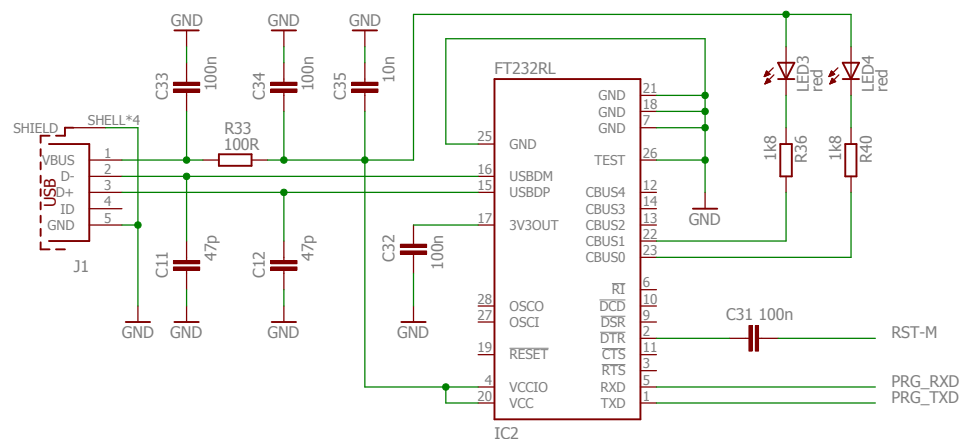 GND
GND
GND
C33
100n
C34
100n
C35
10n
FT232RL
LED3
red
LED4
red
SHIELD
SHELL*4
R33
100R
1k8
R36
1k8
R40
USB
VBUS 1
D- 2
D+ 3
ID 4
GND 5
J1
25 GND
16 USBDM
15 USBDP
17 3V3OUT
28 OSCO
27 OSCI
19 RESET
4 VCCIO
20 VCC
GND 21
GND 18
GND 7
TEST 26
CBUS4 12
CBUS3 14
CBUS2 13
CBUS1 22
CBUS0 23
RI 6
DCD 10
DSR 9
DTR 2
CTS 11
RTS 3
RXD 5
TXD 1
IC2
GND
C11
47p
C12
47p
C32
100n
GND
GND
GND
GND
C31 100n
RST-M
PRG_RXD
PRG_TXD